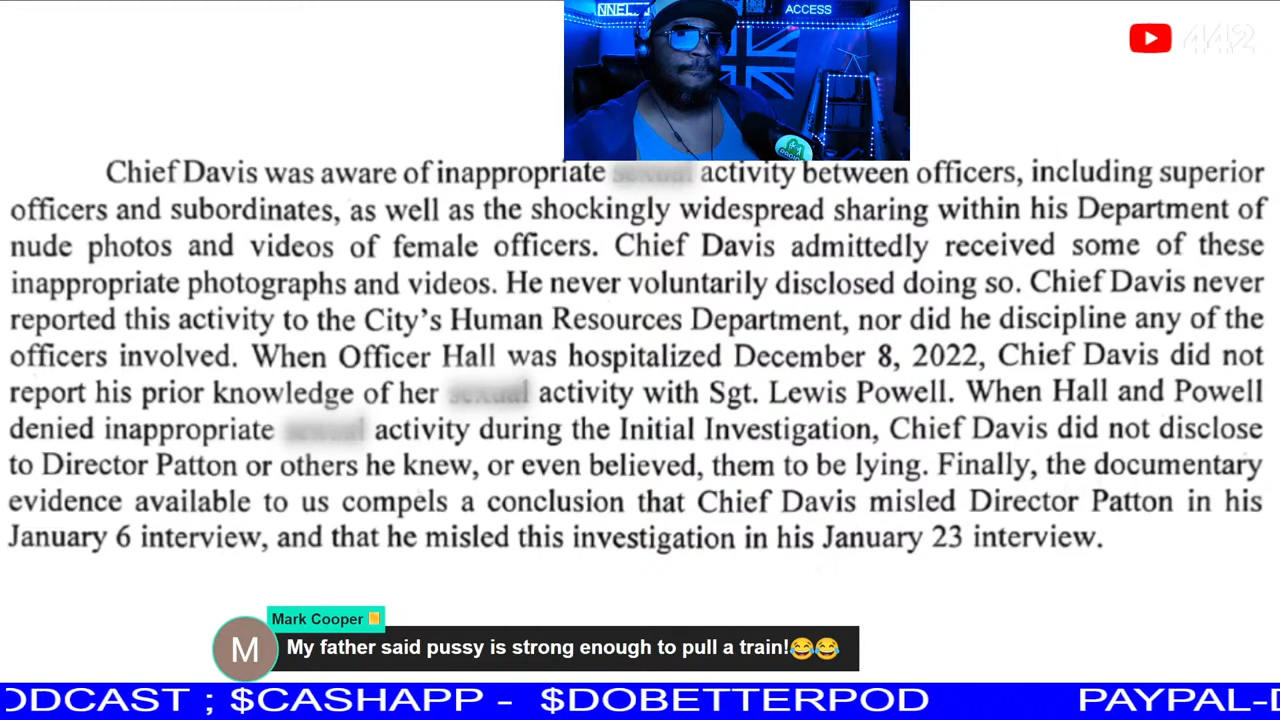 NNEL
ACCESS
442
Chief Davis was aware of inappropriate sexual activity between officers, including superior
officers and subordinates, as well as the shockingly widespread sharing within his Department of
nude photos and videos of female officers. Chief Davis admittedly received some of these
inappropriate photographs and videos. He never voluntarily disclosed doing so. Chief Davis never
reported this activity to the City's Human Resources Department, nor did he discipline any of the
officers involved. When Officer Hall was hospitalized December 8, 2022, Chief Davis did not
report his prior knowledge of her sexual activity with Sgt. Lewis Powell. When Hall and Powell
denied inappropriate sexual activity during the Initial Investigation, Chief Davis did not disclose
to Director Patton or others he knew, or even believed, them to be lying. Finally, the documentary
evidence available to us compels a conclusion that Chief Davis misled Director Patton in his
January 6 interview, and that he misled this investigation in his January 23 interview.
Mark Cooper
M
My father said pussy is strong enough to pull a train!😂😂
ODCAST ; $CASHAPP - $DOBETTERPOD PAYPAL-D